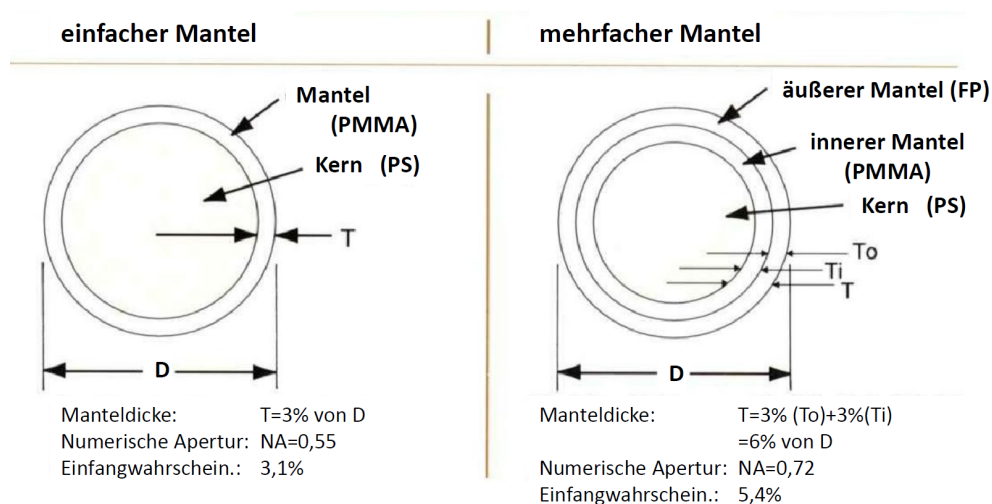 einfacher Mantel
Mantel
(PMMA)
Kern (PS)
T
D
Manteldicke: T=3% von D
Numerische Apertur: NA=0,55
Einfangwahrschein.: 3,1%
mehrfacher Mantel
äußerer Mantel (FP)
innerer Mantel
(PMMA)
Kern (PS)
To
Ti
T
D
Manteldicke: T=3% (To)+3%(Ti)
=6% von D
Numerische Apertur: NA=0,72
Einfangwahrschein.: 5,4%